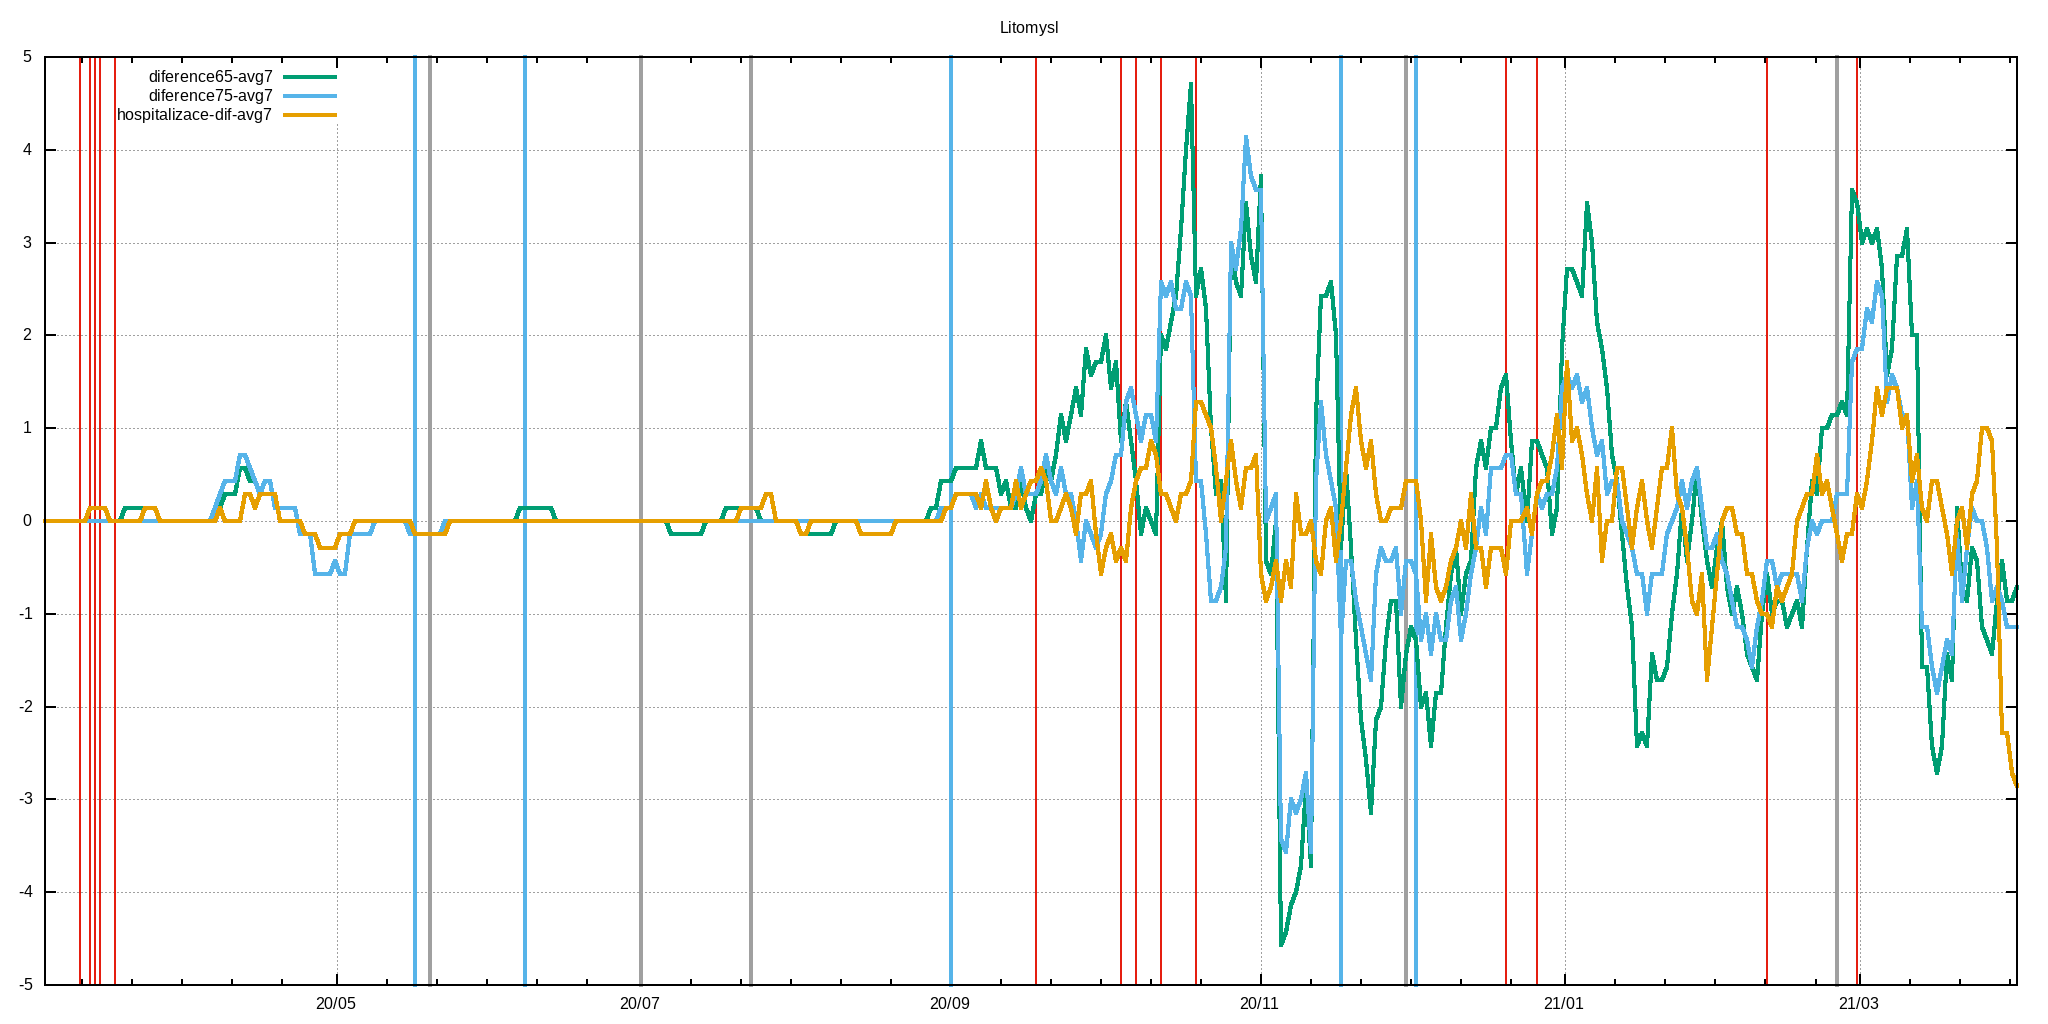 Litomysl
diference65-avg7
diference75-avg7
hospitalizace-dif-avg7
5
4
3
2
1
0
-1
-2
-3
-4
-5
20/05 20/07 20/09 20/11 21/01 21/03